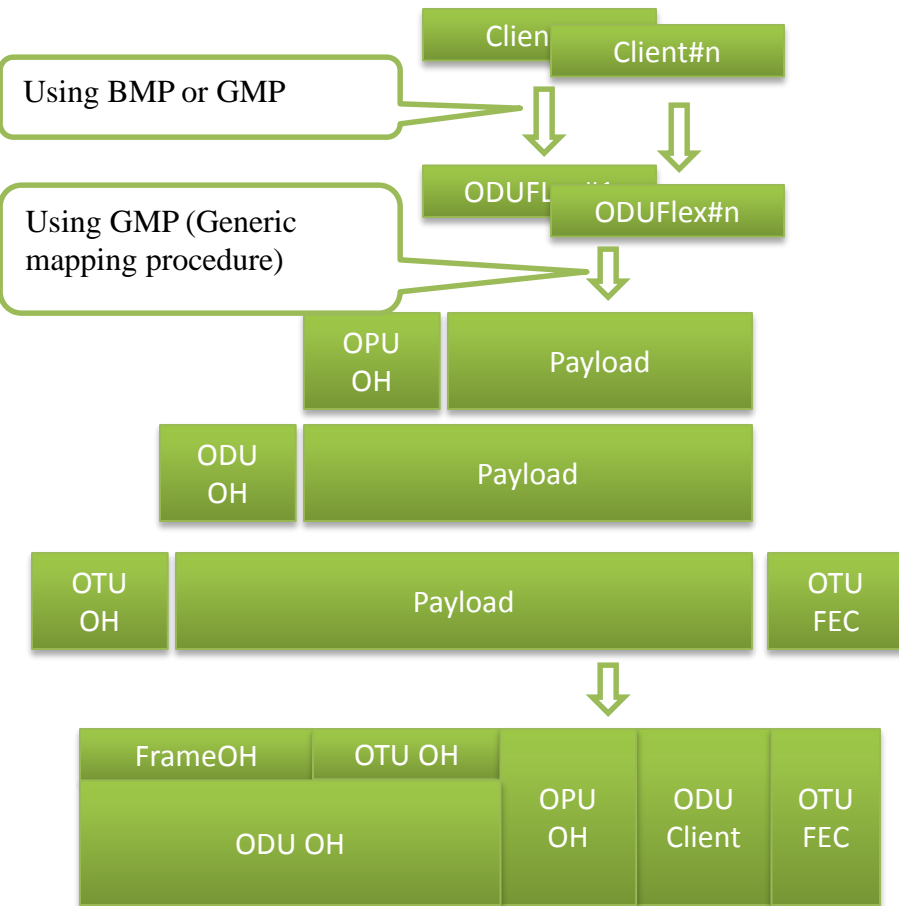 Client#n
Using BMP or GMP
ODUFlex#n
Using GMP (Generic
mapping procedure)
OPU
OH
Payload
ODU
OH
Payload
OTU
OH
Payload
OTU
FEC
FrameOH
OTU OH
ODU OH
OPU
OH
ODU
Client
OTU
FEC